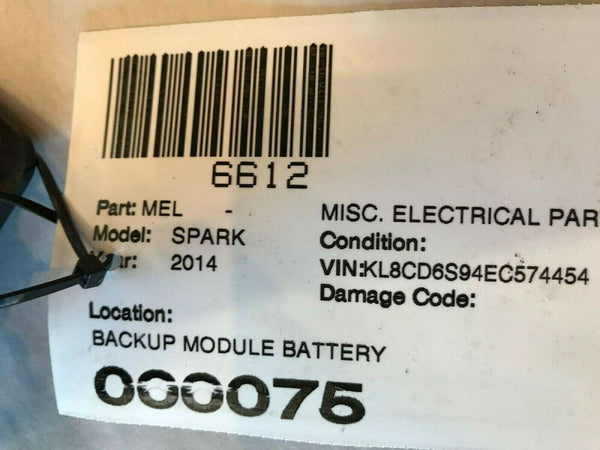 6612
Part: MEL -
MISC. ELECTRICAL PAR
Model: SPARK
Condition:
2014
VIN:KL8CD6S94EC574454
Damage Code:
Location:
BACKUP MODULE BATTERY
000075